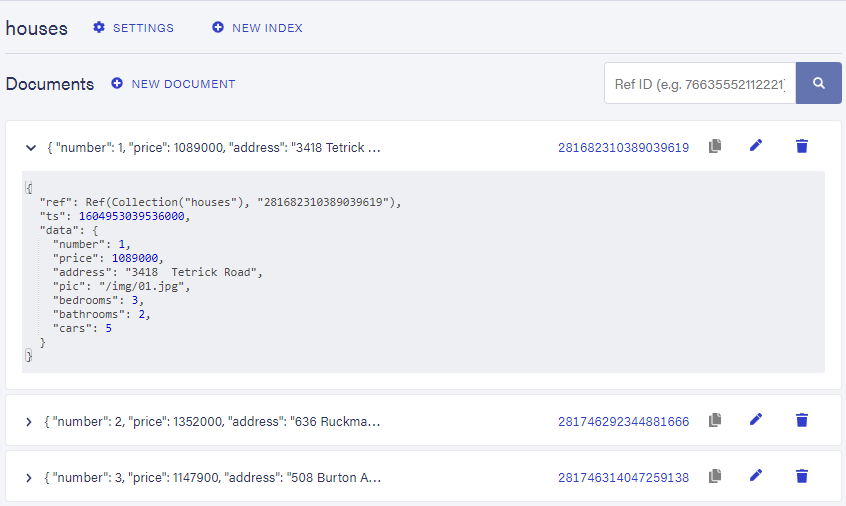 houses SETTINGS NEW INDEX
Documents NEW DOCUMENT Ref ID (e.g. 76635552112221)
{ "number": 1, "price": 1089000, "address": "3418 Tetrick ... 281682310389039619
{
"ref": Ref(Collection("houses"), "281682310389039619"),
"ts": 1604953039536000,
"data": {
"number": 1,
"price": 1089000,
"address": "3418  Tetrick Road",
"pic": "/img/01.jpg",
"bedrooms": 3,
"bathrooms": 2,
"cars": 5
}
}
{ "number": 2, "price": 1352000, "address": "636 Ruckma... 281746292344881666
{ "number": 3, "price": 1147900, "address": "508 Burton A... 281746314047259138